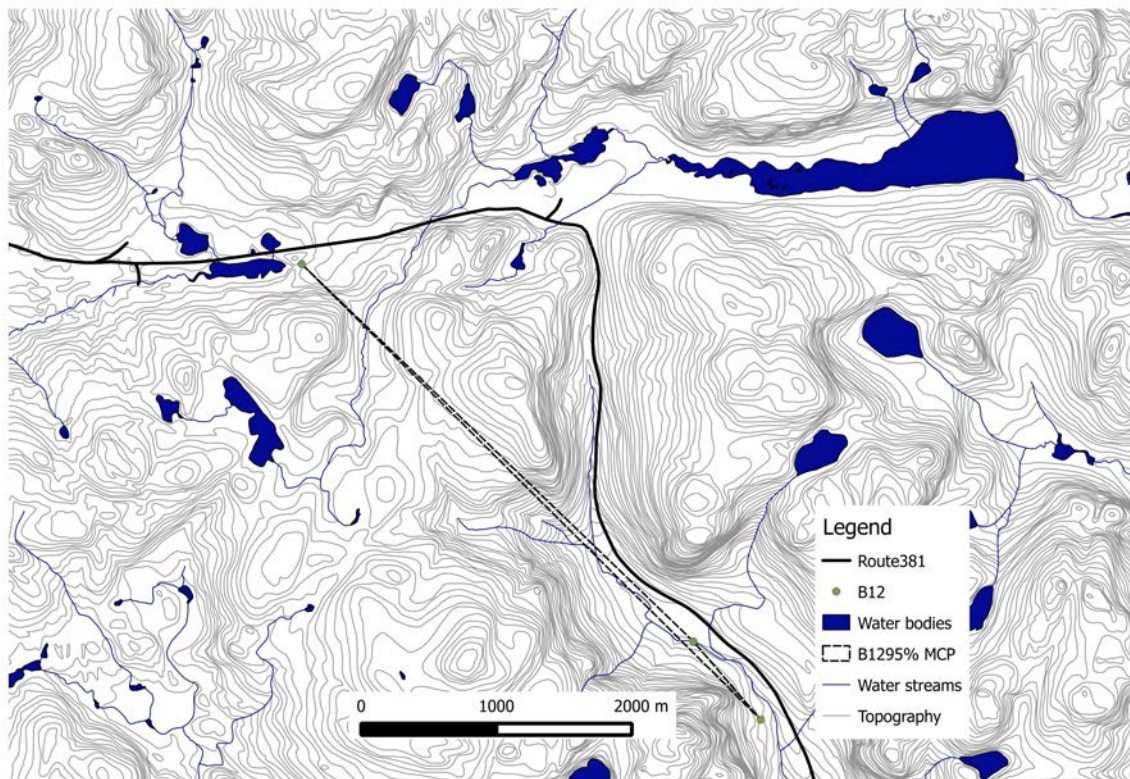 Legend
Route381
B12
Water bodies
B1295% MCP
Water streams
Topography
0 1000 2000 m